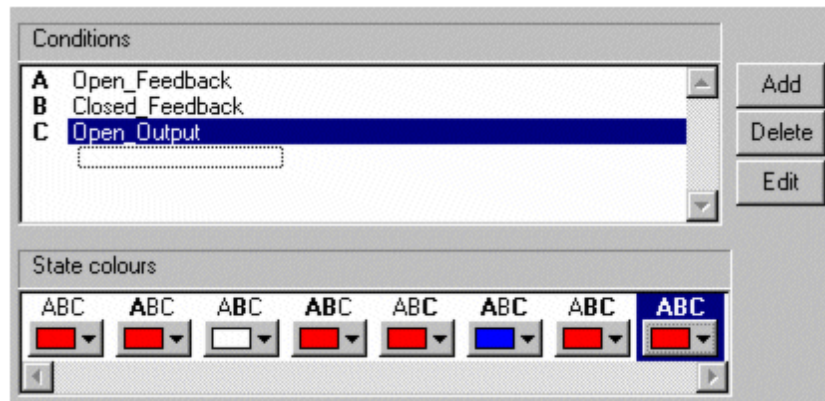 Conditions
A Open_Feedback
B Closed_Feedback
C Open_Output
Add
Delete
Edit
State colours
ABC ABC ABC ABC ABC ABC ABC ABC